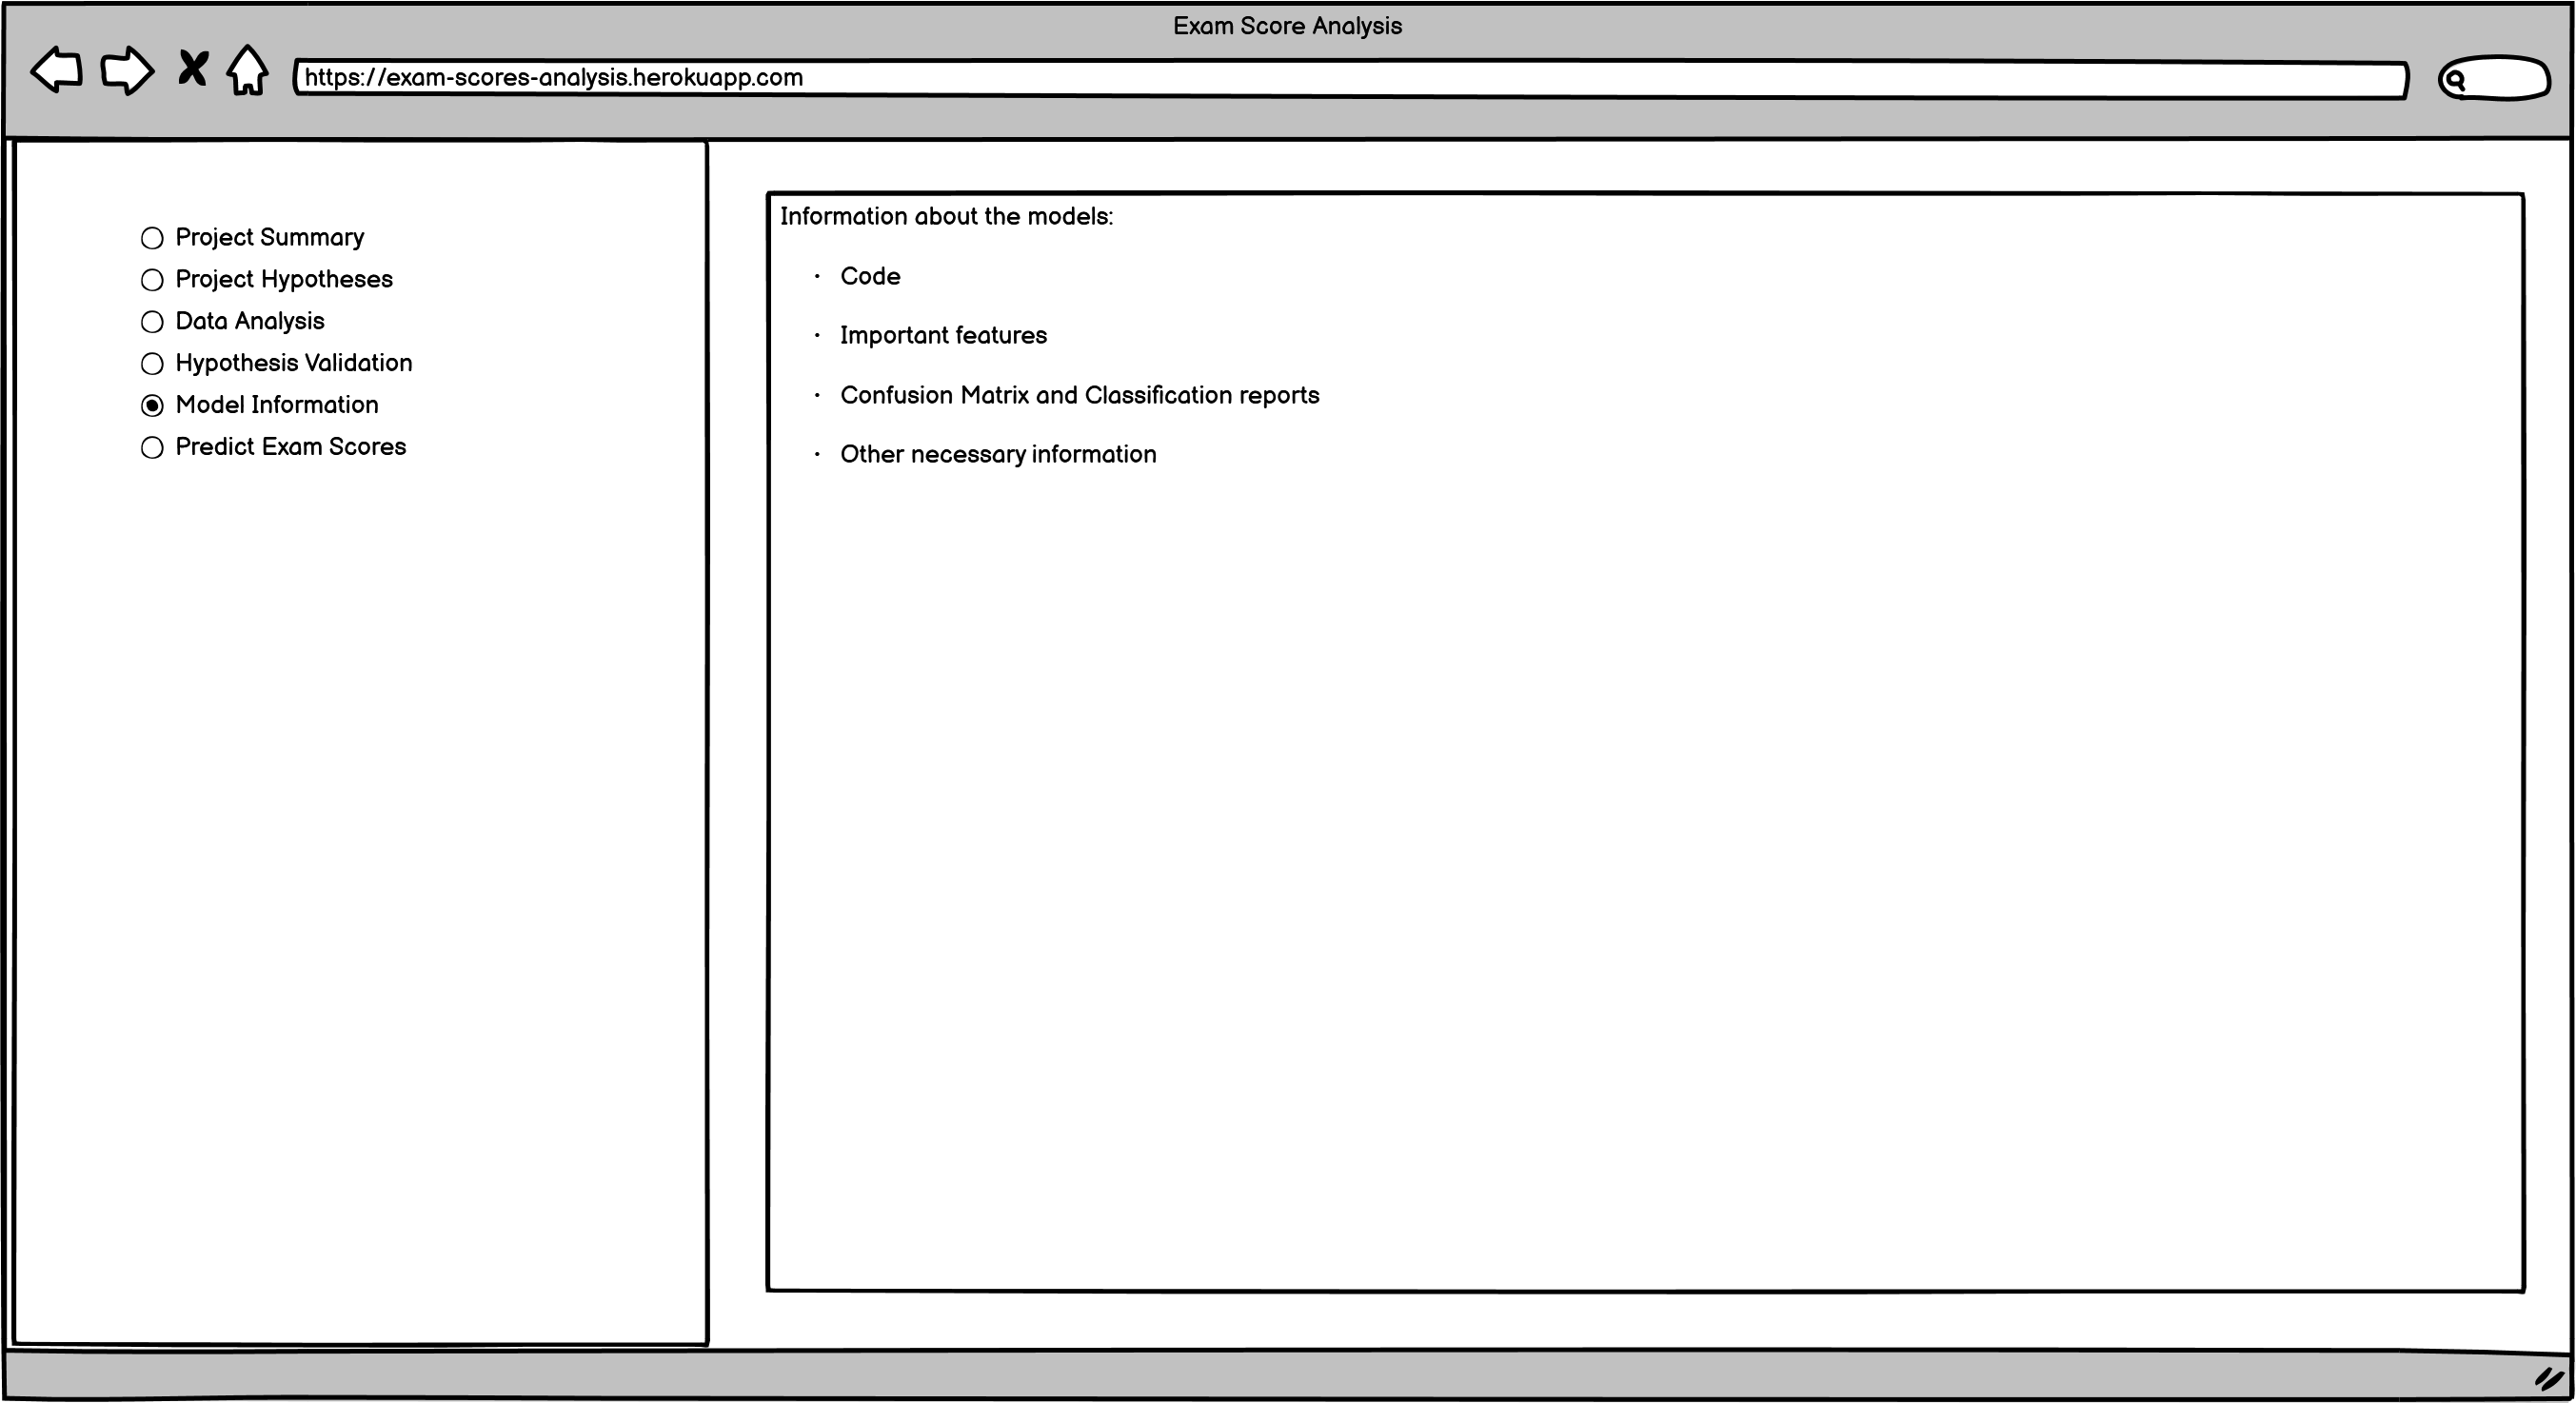 Exam Score Analysis
https://exam-scores-analysis.herokuapp.com
Project Summary
Project Hypotheses
Data Analysis
Hypothesis Validation
Model Information
Predict Exam Scores
Information about the models:
· Code
· Important features
· Confusion Matrix and Classification reports
· Other necessary information